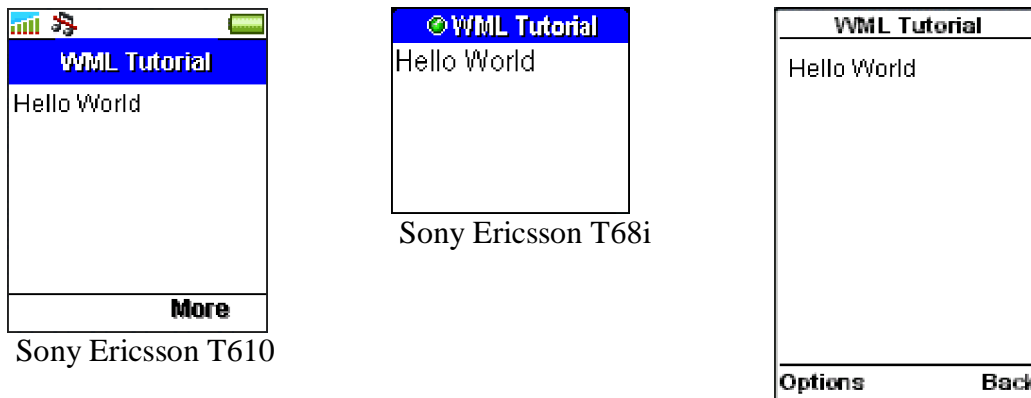 WML Tutorial
Hello World
More
Sony Ericsson T610
WML Tutorial
Hello World
Sony Ericsson T68i
WML Tutorial
Hello World
Options Back